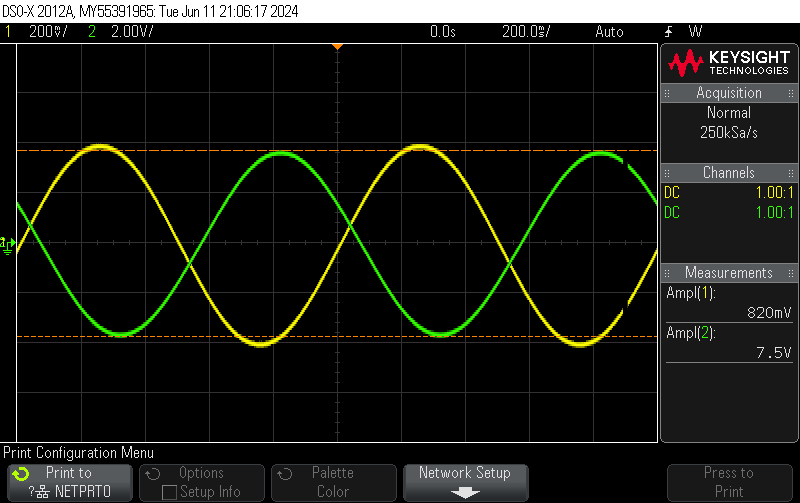 DSO-X 2012A, MY55391965: Tue Jun 11 21:06:17 2024
1 200mV/ 2 2.00V/ 0.0s 200.0ms/ Auto W
KEYSIGHT
TECHNOLOGIES
Acquisition
Normal
250kSa/s
Channels
DC 1.00:1
DC 1.00:1
Measurements
Ampl(1):
820mV
Ampl(2):
7.5V
Print Configuration Menu
Print to
? NETPRT0
Options
Setup Info
Palette
Color
Network Setup
Press to
Print